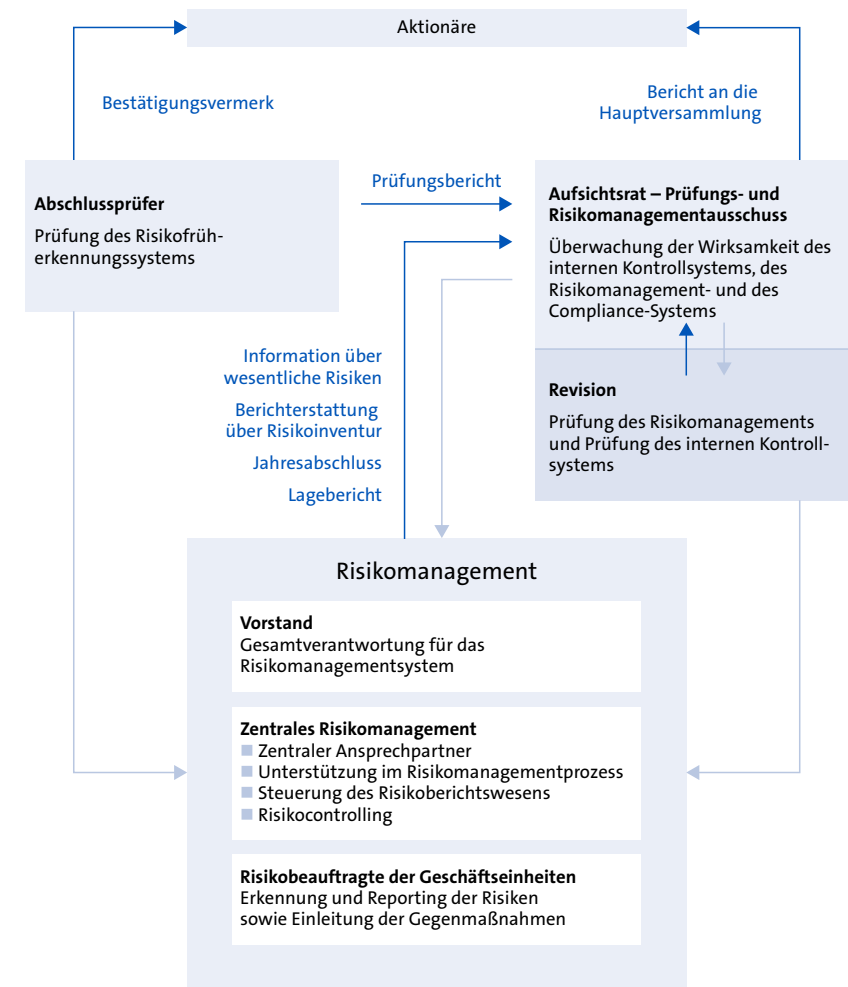 Aktionäre
Bestätigungsvermerk
Bericht an die
Hauptversammlung
Abschlussprüfer
Prüfung des Risikofrüh-
erkennungssystems
Prüfungsbericht
Aufsichtsrat – Prüfungs- und
Risikomanagementausschuss
Überwachung der Wirksamkeit des
internen Kontrollsystems, des
Risikomanagement- und des
Compliance-Systems
Information über
wesentliche Risiken
Berichterstattung
über Risikoinventur
Jahresabschluss
Lagebericht
Revision
Prüfung des Risikomanagements
und Prüfung des internen Kontroll-
systems
Risikomanagement
Vorstand
Gesamtverantwortung für das
Risikomanagementsystem
Zentrales Risikomanagement
Zentraler Ansprechpartner
Unterstützung im Risikomanagementprozess
Steuerung des Risikoberichtswesens
Risikocontrolling
Risikobeauftragte der Geschäftseinheiten
Erkennung und Reporting der Risiken
sowie Einleitung der Gegenmaßnahmen